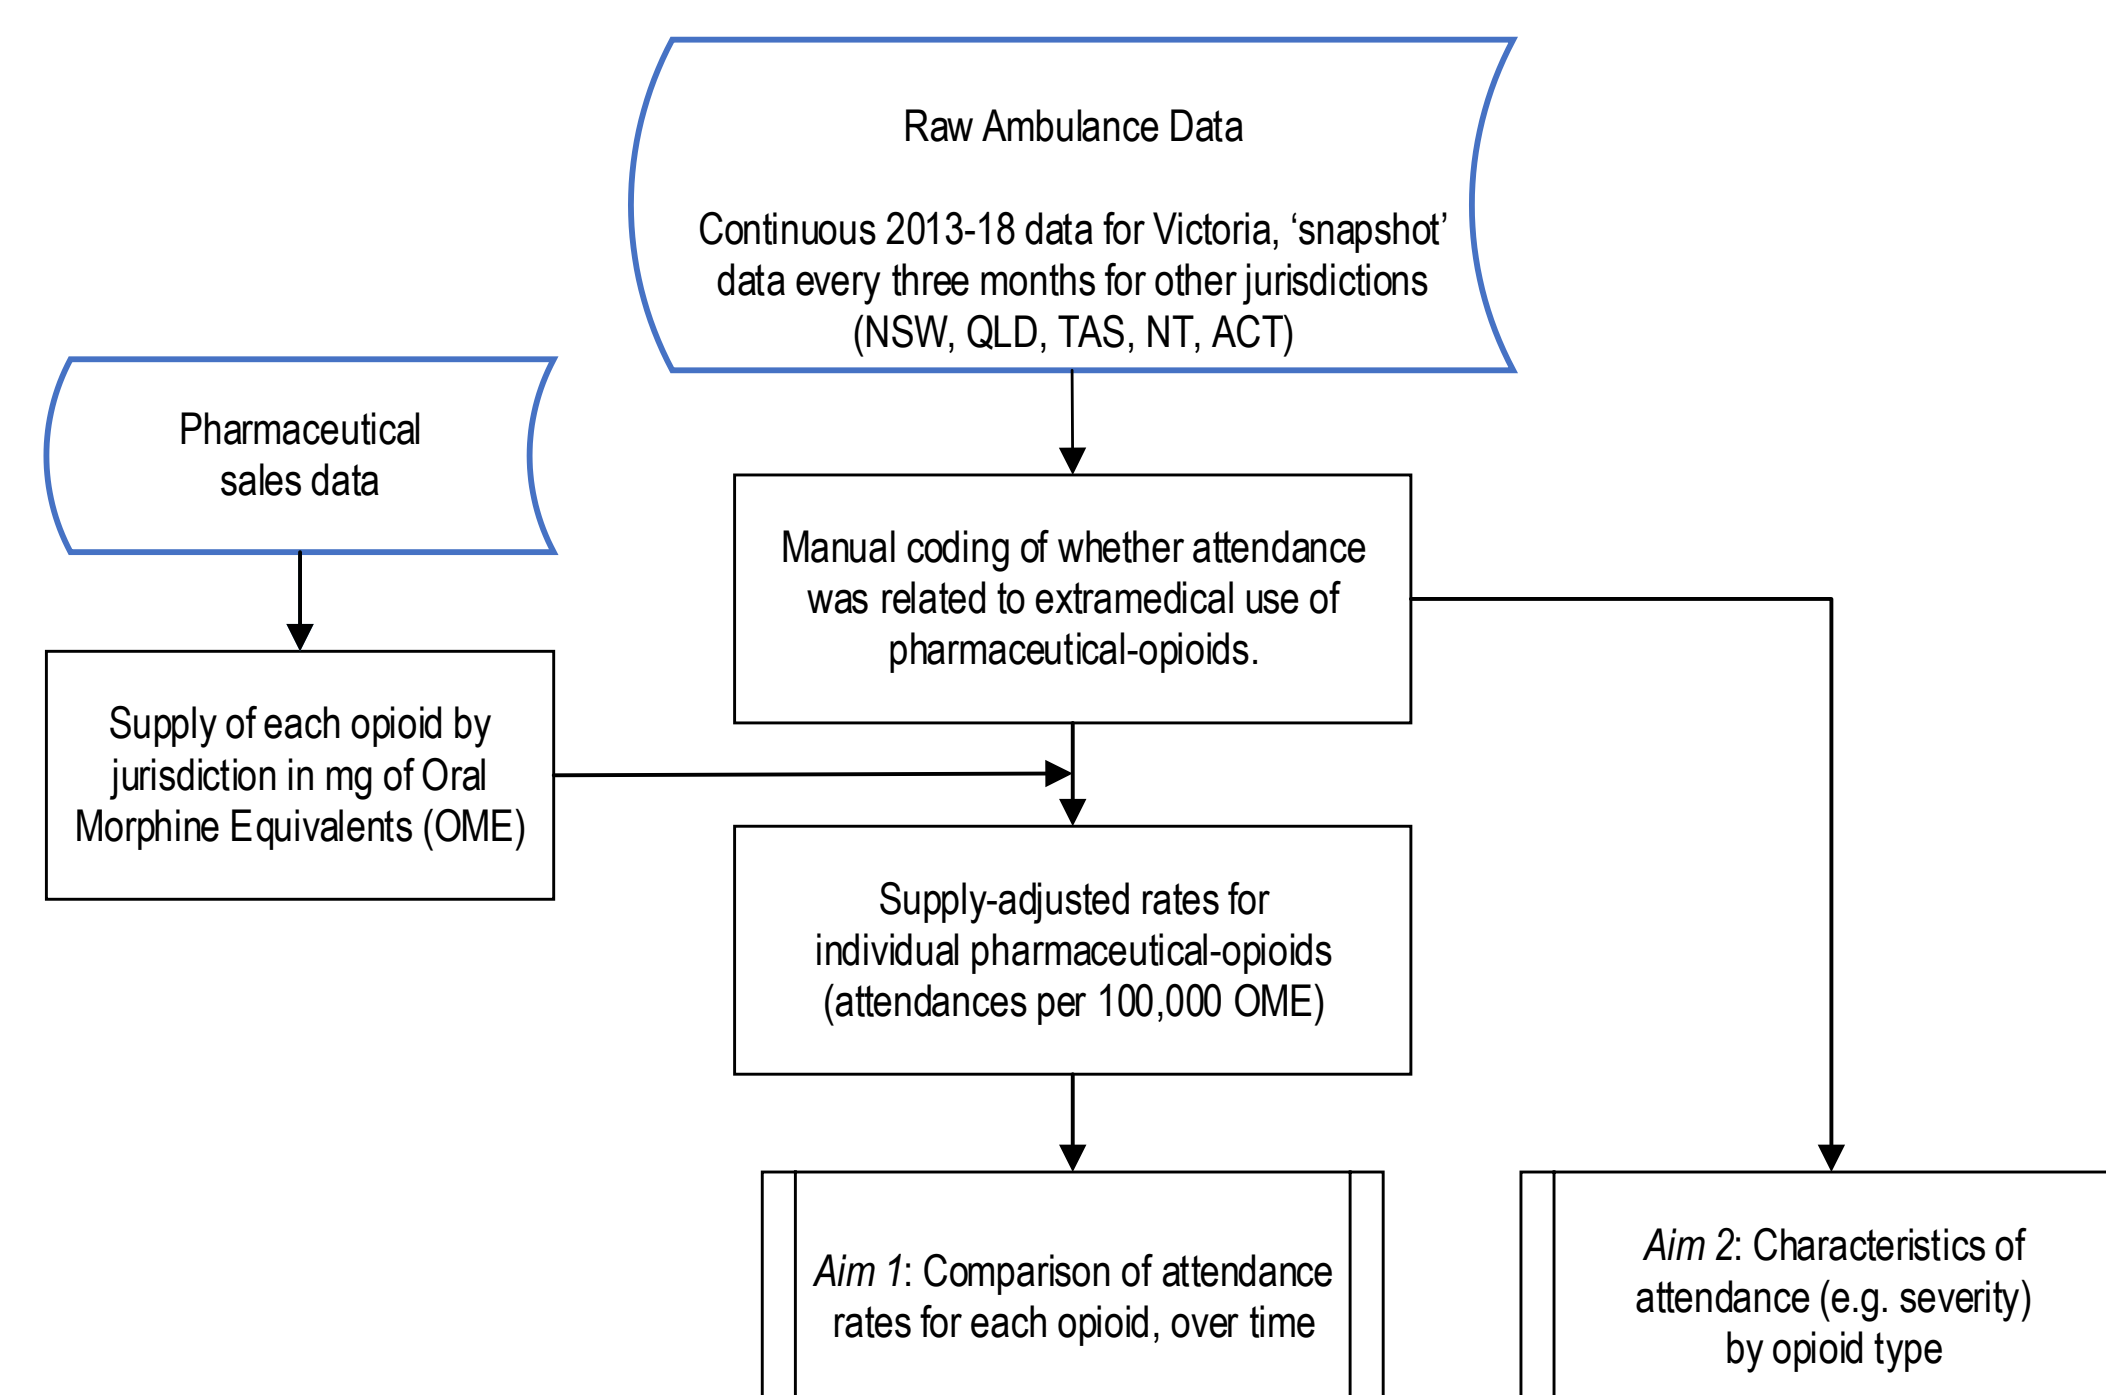 Raw Ambulance Data
Continuous 2013-18 data for Victoria, ‘snapshot’
data every three months for other jurisdictions
(NSW, QLD, TAS, NT, ACT)
Pharmaceutical
sales data
Manual coding of whether attendance
was related to extramedical use of
pharmaceutical-opioids.
Supply of each opioid by
jurisdiction in mg of Oral
Morphine Equivalents (OME)
Supply-adjusted rates for
individual pharmaceutical-opioids
(attendances per 100,000 OME)
Aim 1: Comparison of attendance
rates for each opioid, over time
Aim 2: Characteristics of
attendance (e.g. severity)
by opioid type